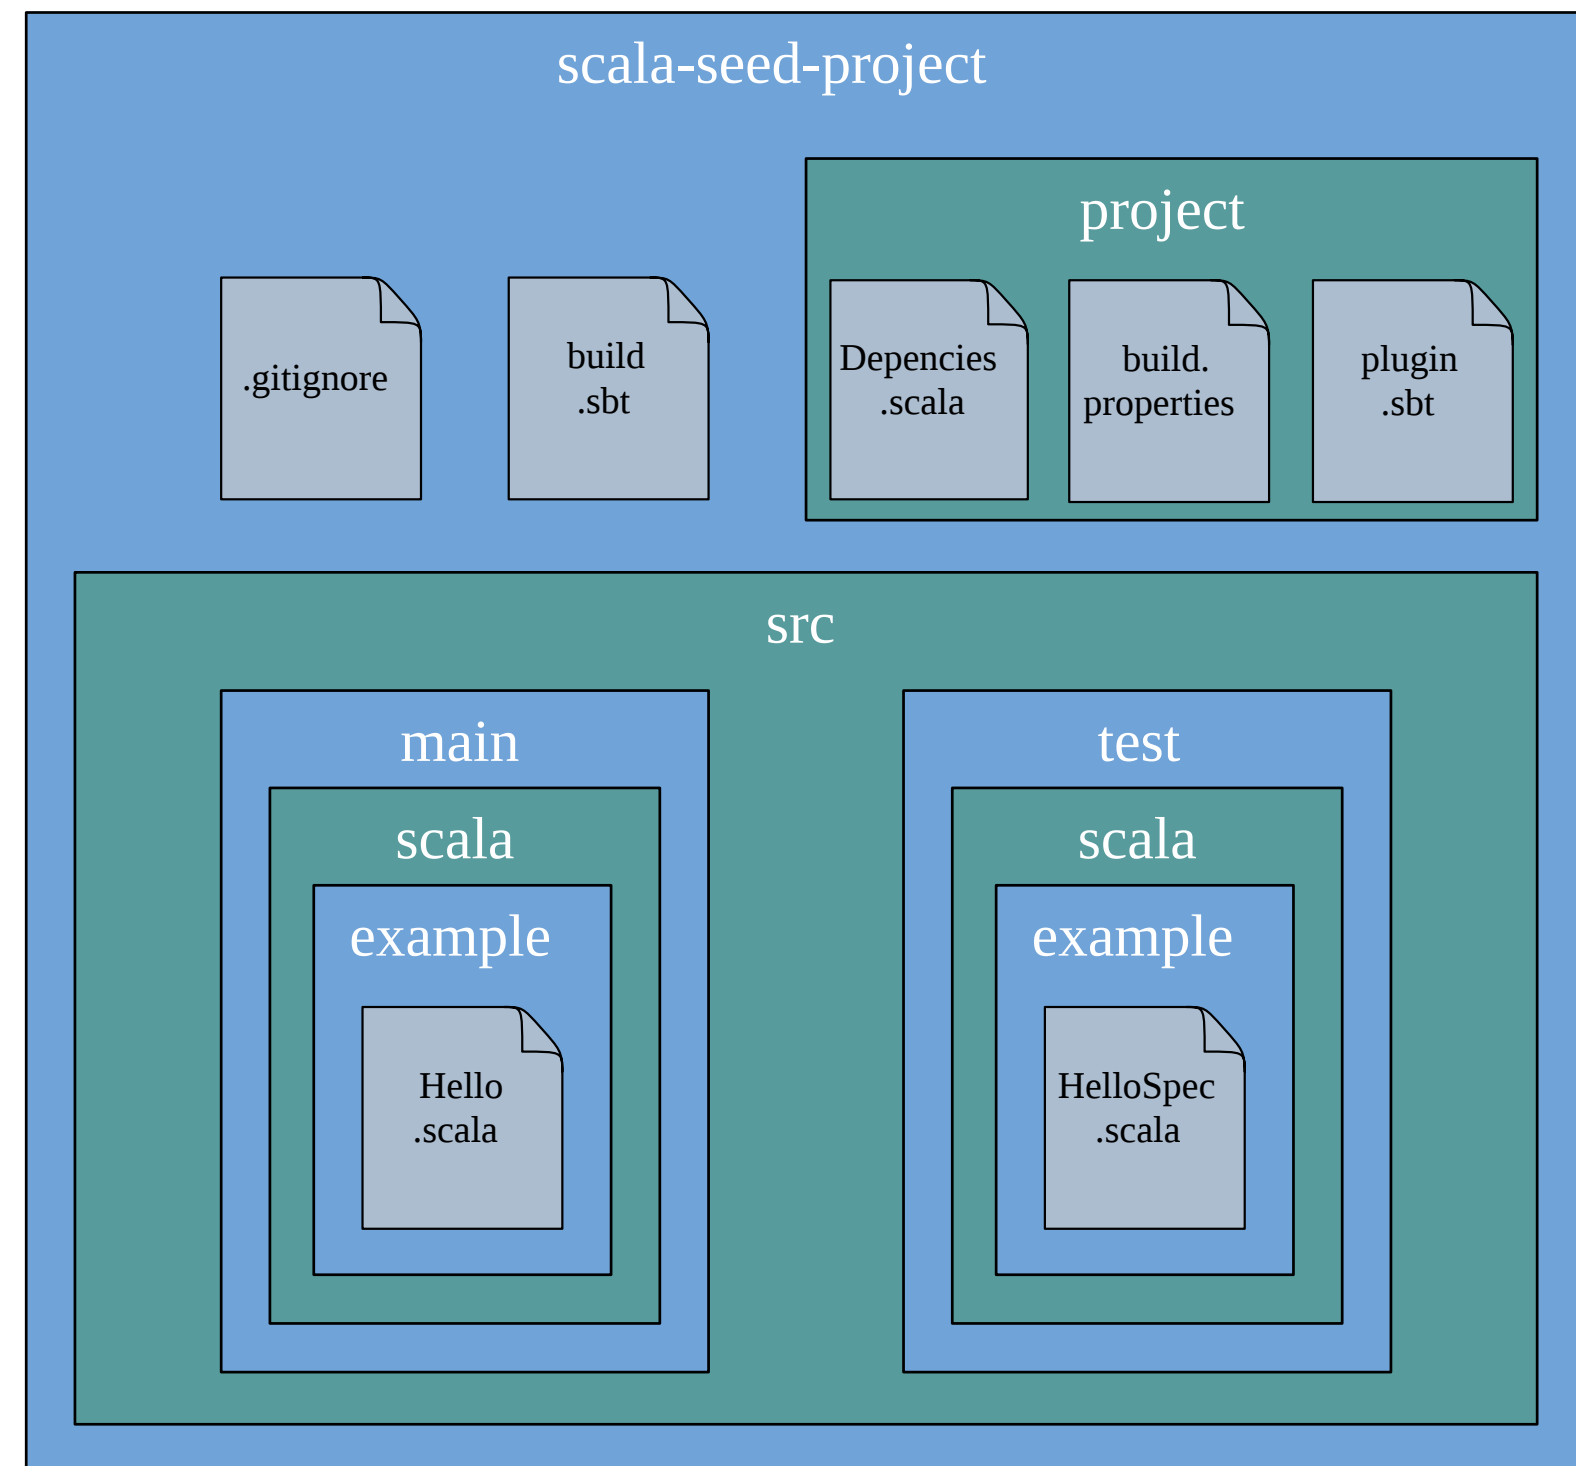 scala-seed-project
project
.gitignore
build
.sbt
Depencies
.scala
build.
properties
plugin
.sbt
src
main
scala
example
Hello
.scala
test
scala
example
HelloSpec
.scala